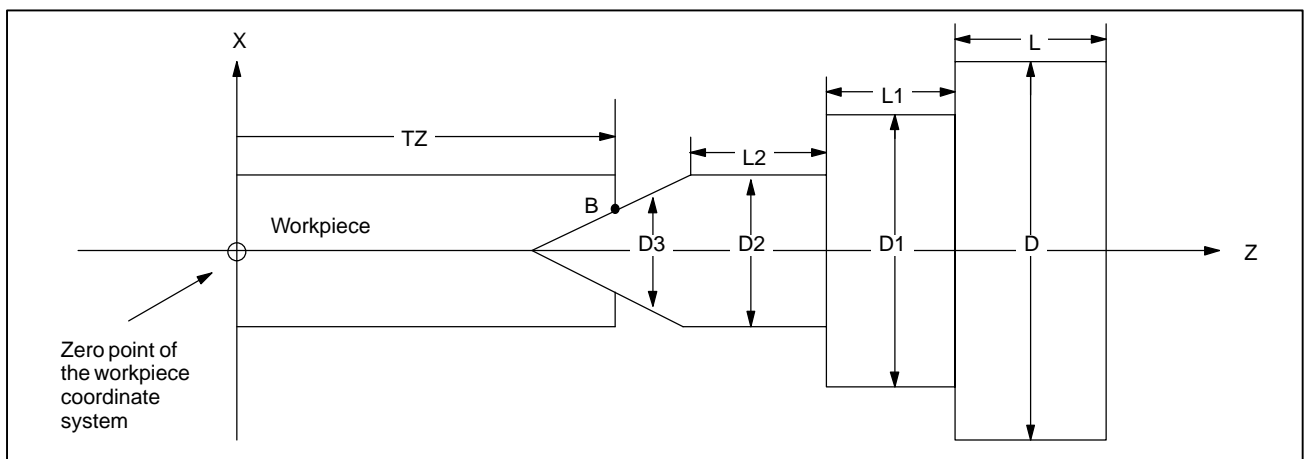 X
L
L1
TZ
L2
B
Workpiece
D3
D2
D1
D
Z
Zero point of
the workpiece
coordinate
system